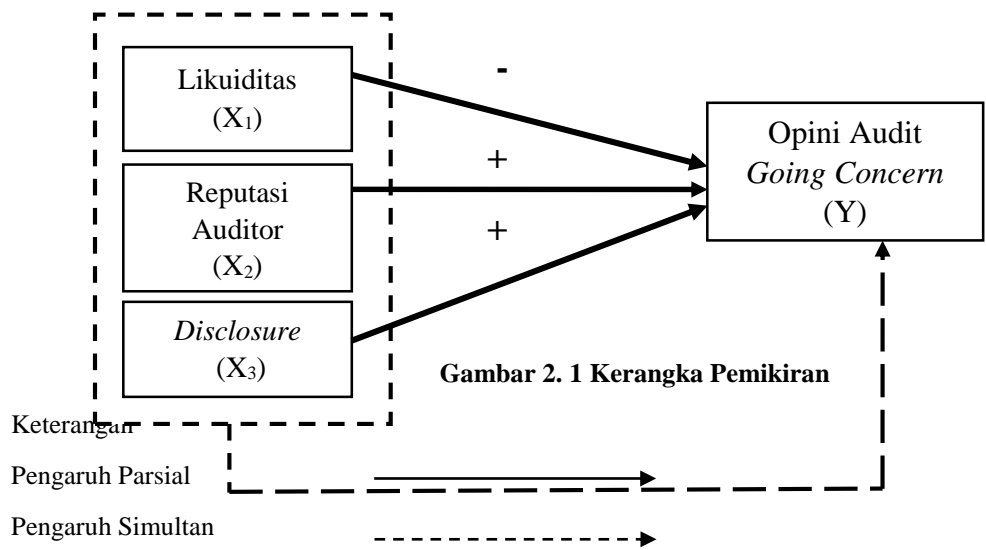 Likuiditas
(X₁)
-
Opini Audit
Going Concern
(Y)
+
Reputasi
Auditor
(X₂)
+
Disclosure
(X₃)
Gambar 2. 1 Kerangka Pemikiran
Keterangan
Pengaruh Parsial
Pengaruh Simultan